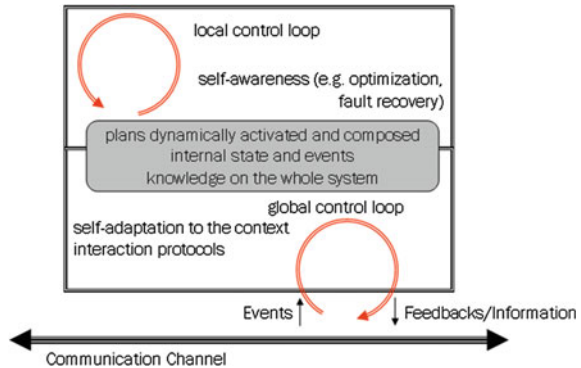 local control loop
self-awareness (e.g. optimization,
fault recovery)
plans dynamically activated and composed
internal state and events
knowledge on the whole system
global control loop
self-adaptation to the context
interaction protocols
Events
Feedbacks/Information
Communication Channel